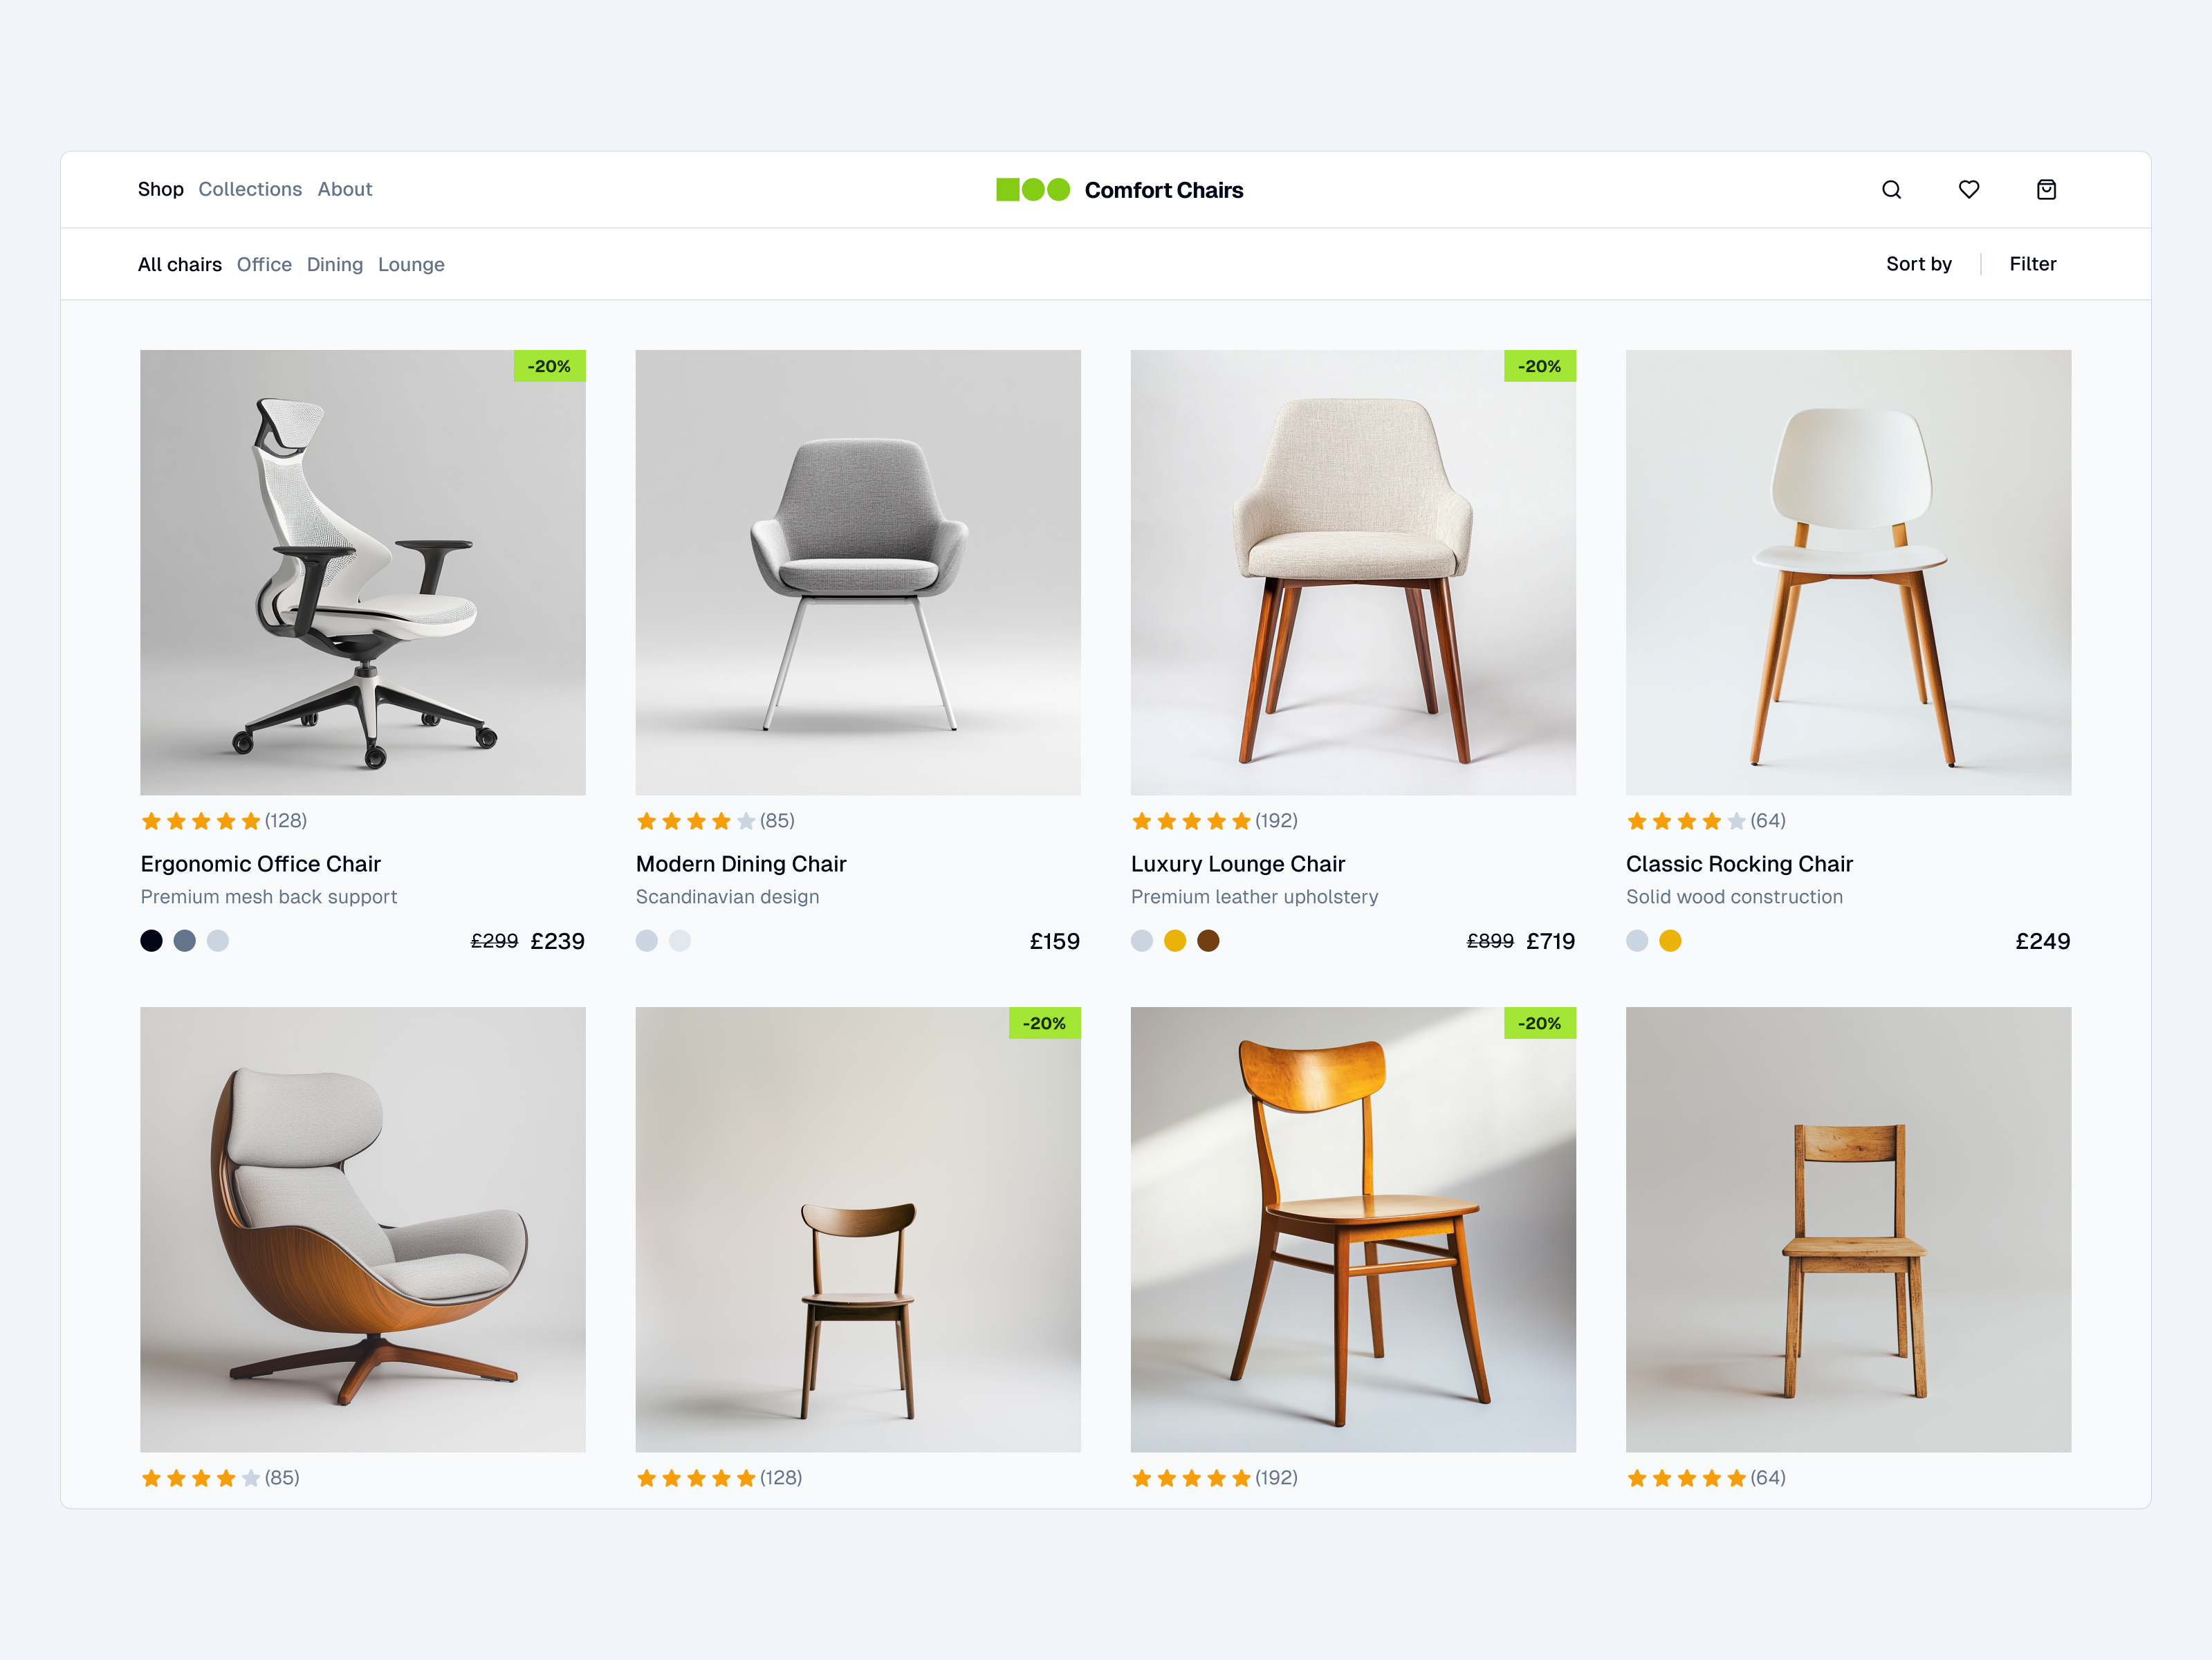 Shop Collections About
Comfort Chairs
All chairs Office Dining Lounge
Sort by
Filter
-20%
(128)
Ergonomic Office Chair
Premium mesh back support
£299 £239
(85)
Modern Dining Chair
Scandinavian design
£159
-20%
(192)
Luxury Lounge Chair
Premium leather upholstery
£899 £719
(64)
Classic Rocking Chair
Solid wood construction
£249
(85)
-20%
(128)
-20%
(192)
(64)